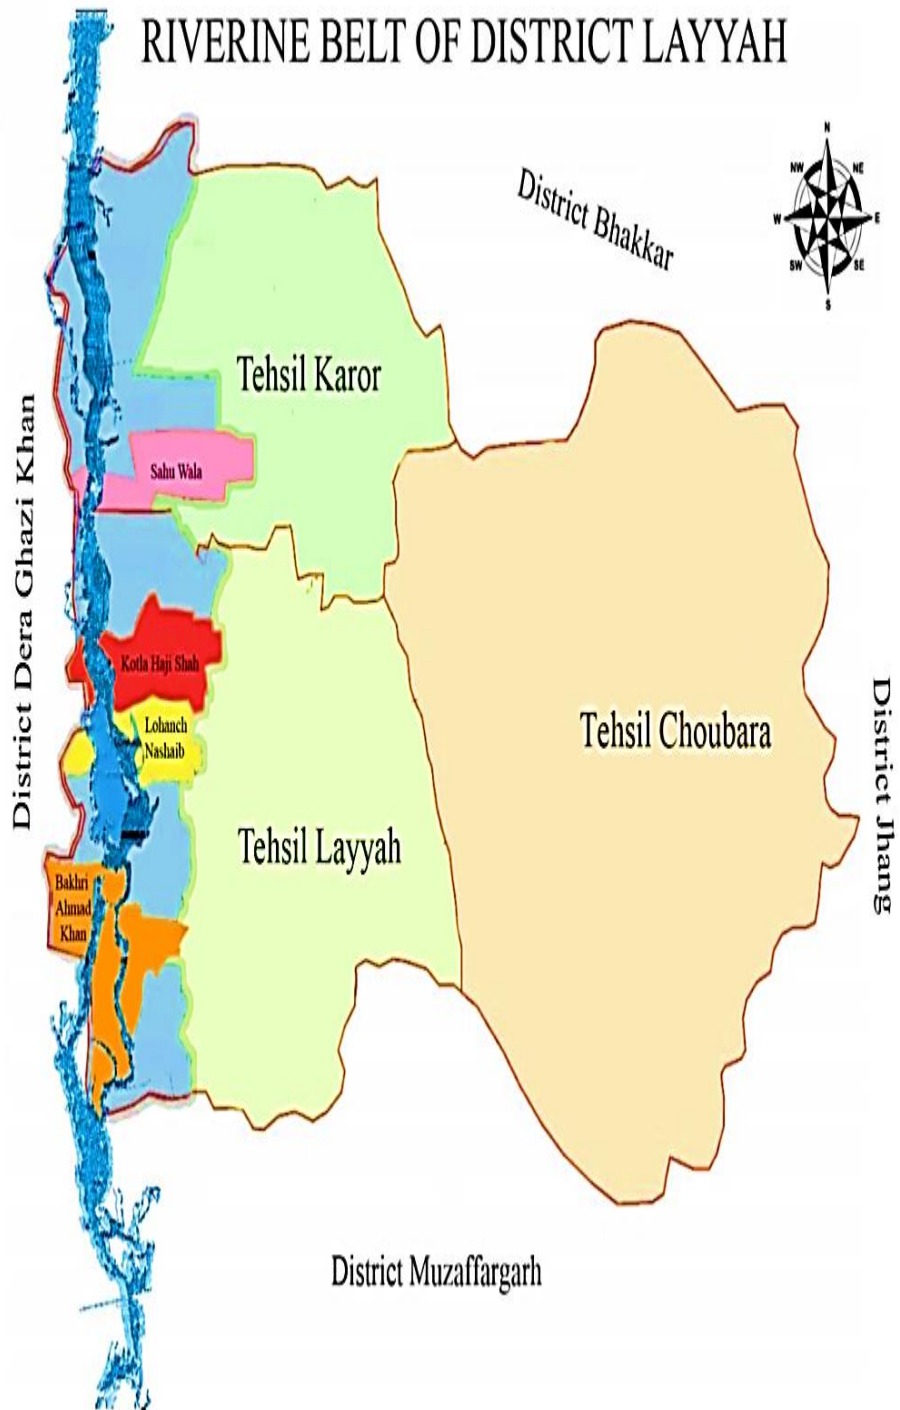 RIVERINE BELT OF DISTRICT LAYYAH
N
NW
NE
W
E
SW
SE
S
District Bhakkar
Tehsil Karor
District Dera Ghazi Khan
Sahu Wala
Kotla Haji Shah
Lohanch
Nashaib
Tehsil Choubara
District Jhang
Tehsil Layyah
Bakhri
Ahmad
Khan
District Muzaffargarh